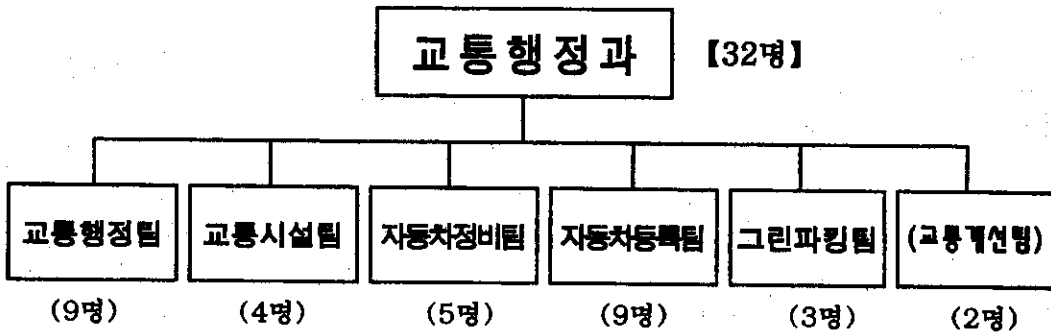 교통행정과 【32명】
교통행정팀 교통시설팀 자동차정비팀 자동차등록팀 그린파킹팀 (교통개선팀)
(9명) (4명) (5명) (9명) (3명) (2명)